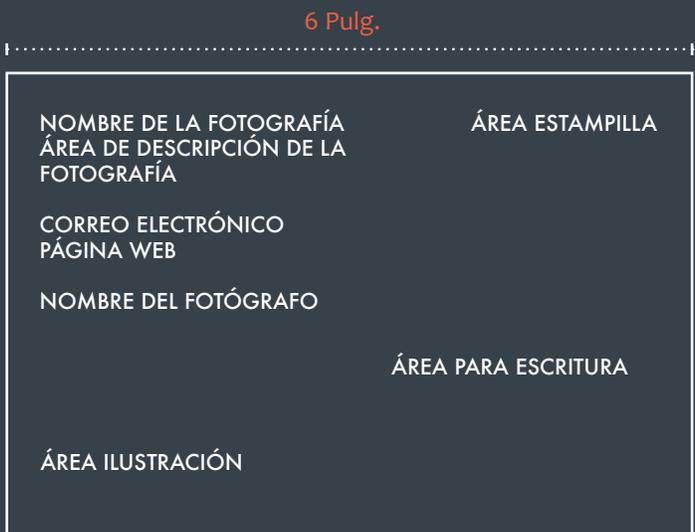 6 Pulg.
NOMBRE DE LA FOTOGRAFÍA
ÁREA DE DESCRIPCIÓN DE LA
FOTOGRAFÍA
ÁREA ESTAMPILLA
CORREO ELECTRÓNICO
PÁGINA WEB
NOMBRE DEL FOTÓGRAFO
ÁREA PARA ESCRITURA
ÁREA ILUSTRACIÓN